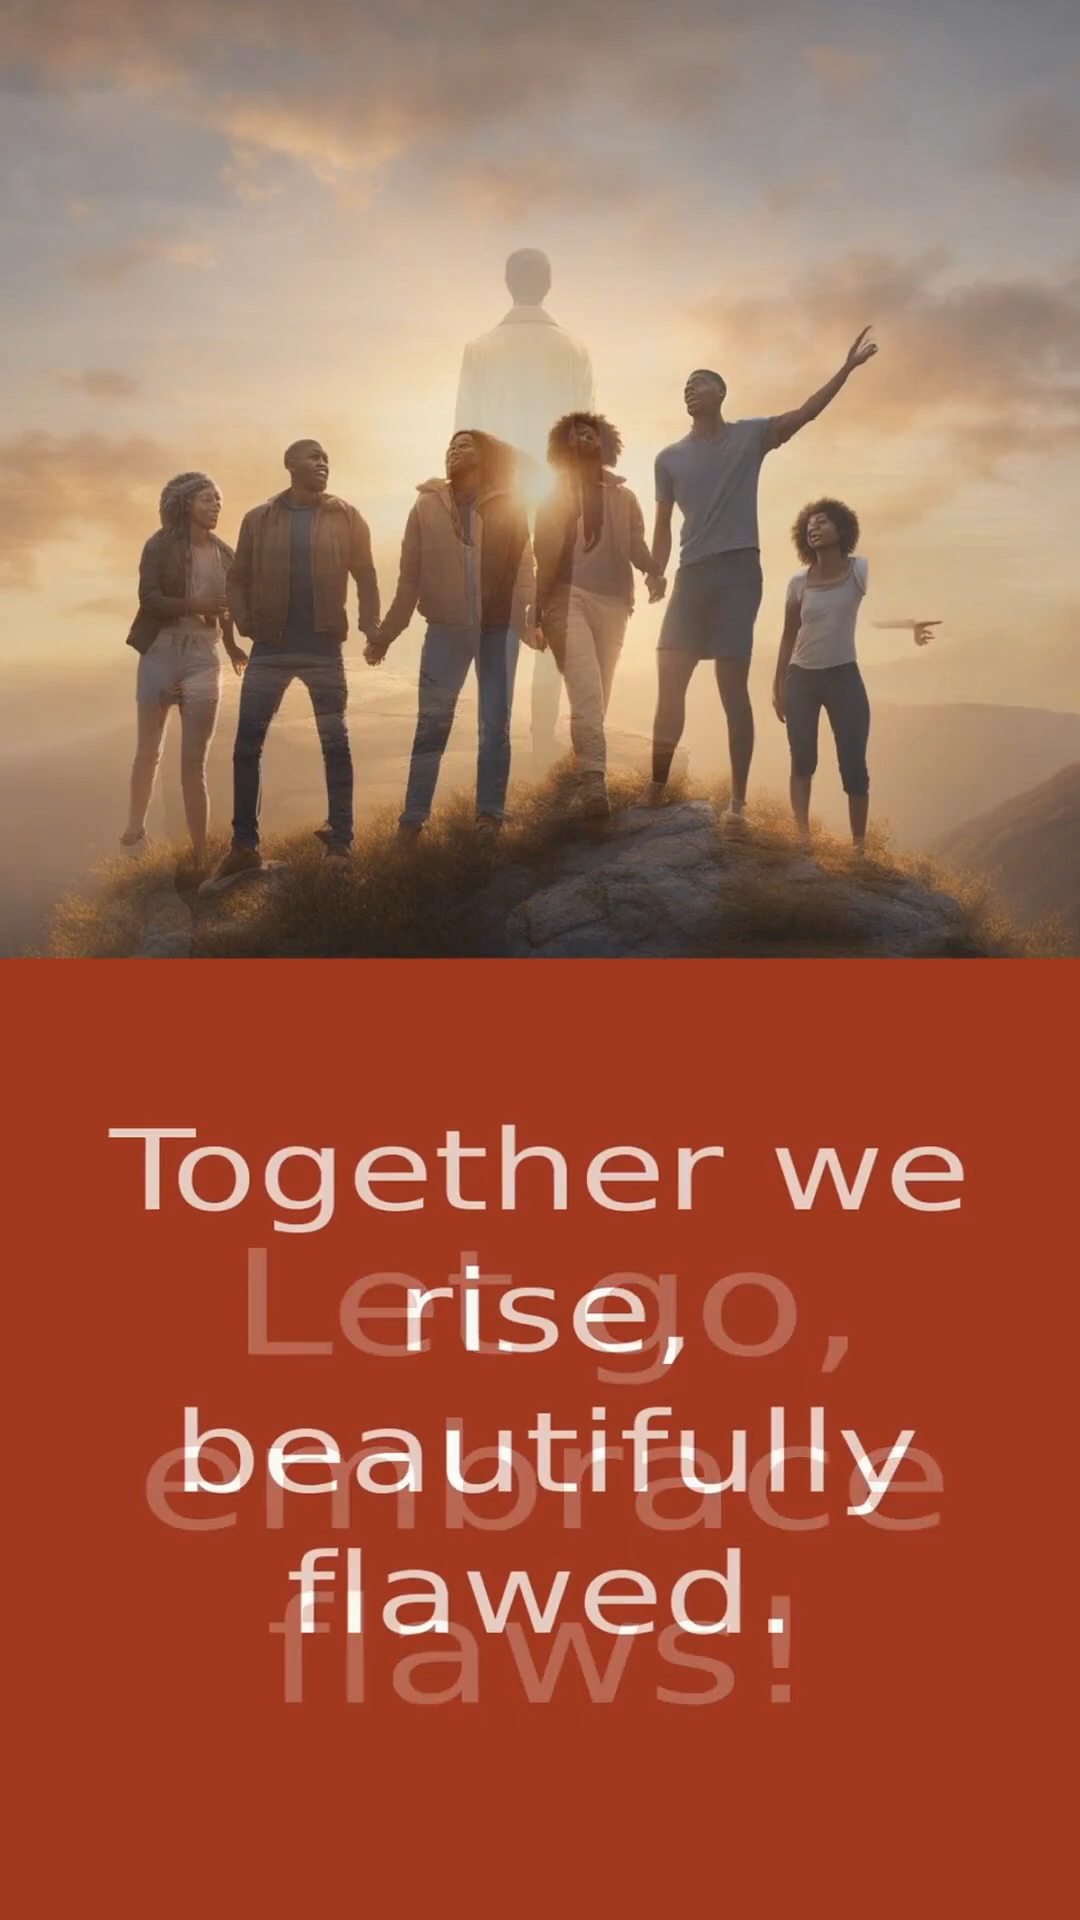 Together we
rise,
beautifully
flawed.
Let go,
embrace
flaws!